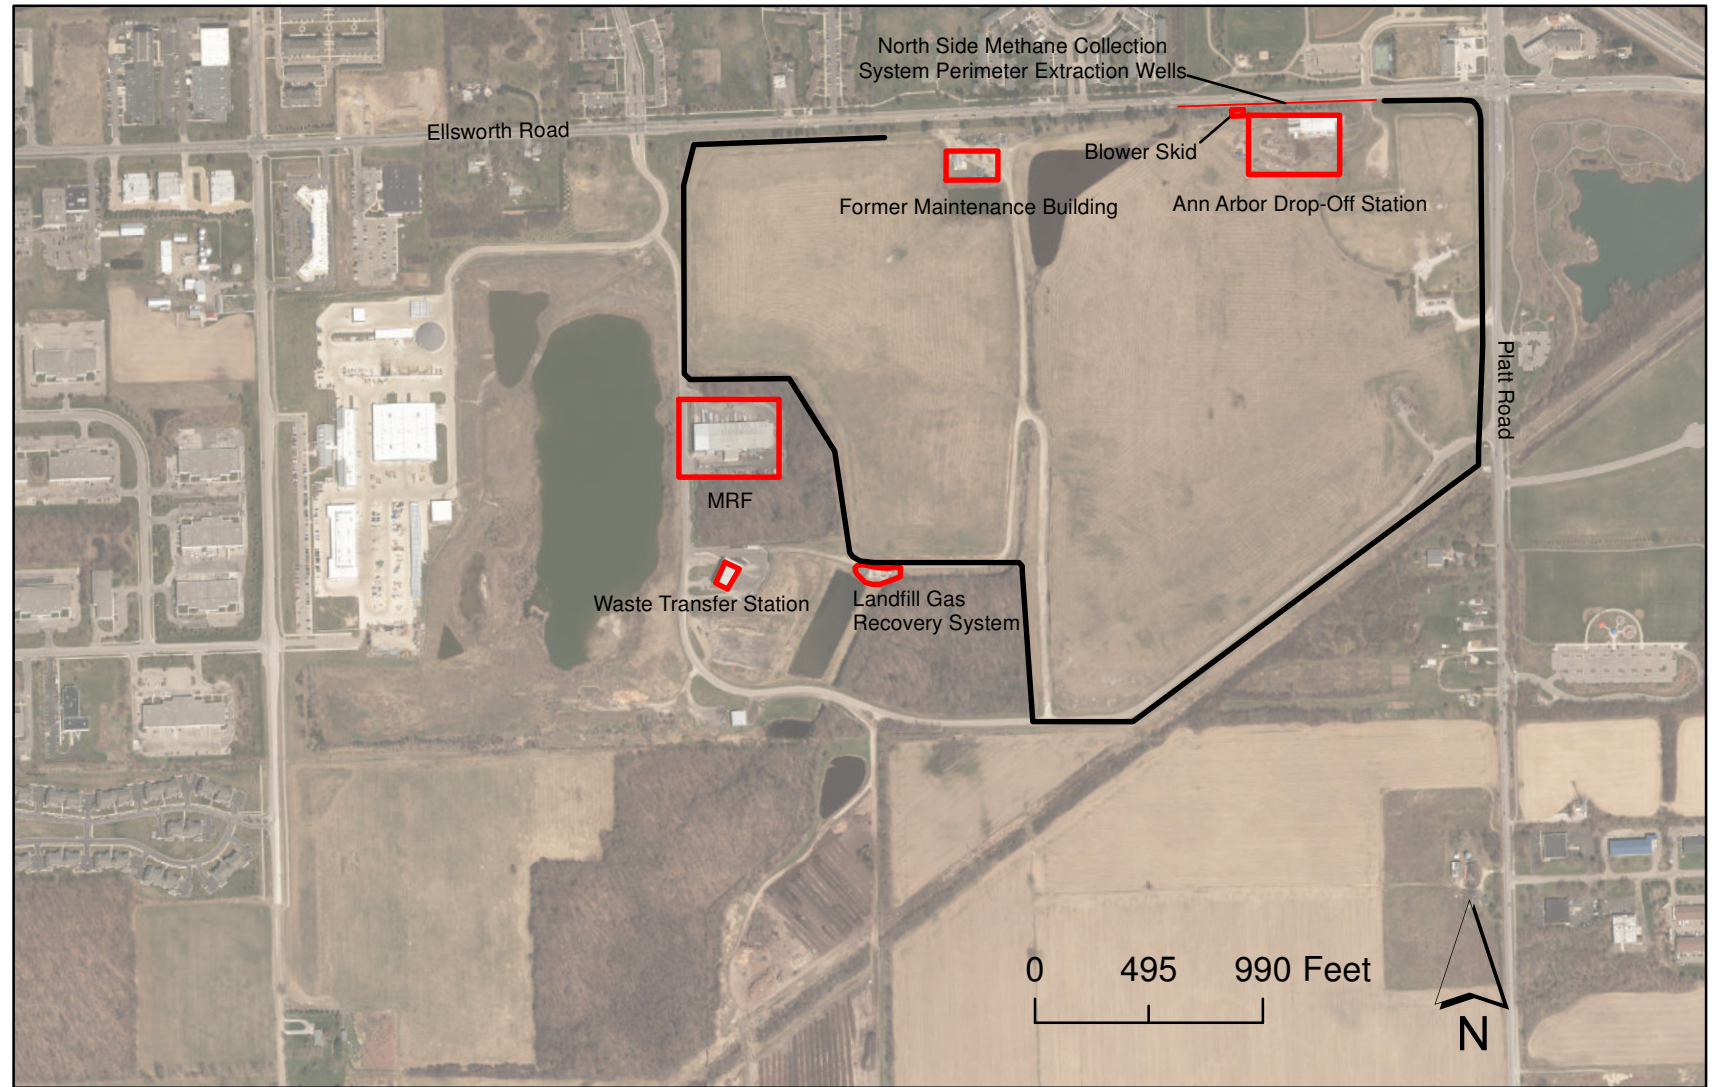 North Side Methane Collection
System Perimeter Extraction Wells
Ellsworth Road
Blower Skid
Former Maintenance Building
Ann Arbor Drop-Off Station
Platt Road
MRF
Waste Transfer Station
Landfill Gas
Recovery System
0 495 990 Feet
N